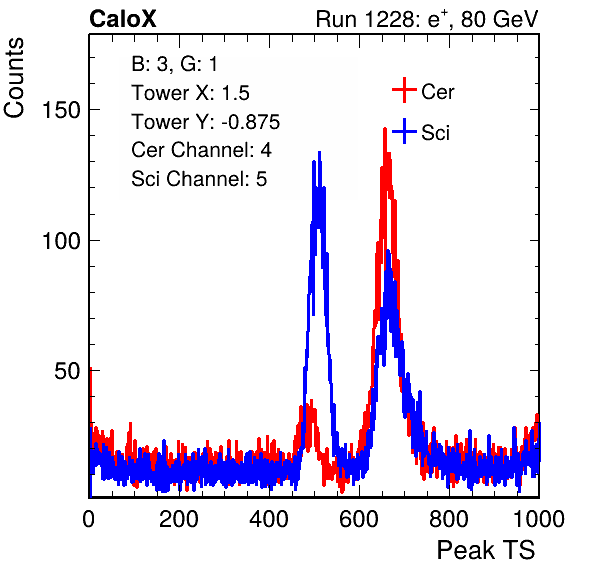 CaloX
Run 1228: e⁺, 80 GeV
Counts
B: 3, G: 1
Tower X: 1.5
Tower Y: -0.875
Cer Channel: 4
Sci Channel: 5
Cer
Sci
150
100
50
0 200 400 600 800 1000
Peak TS